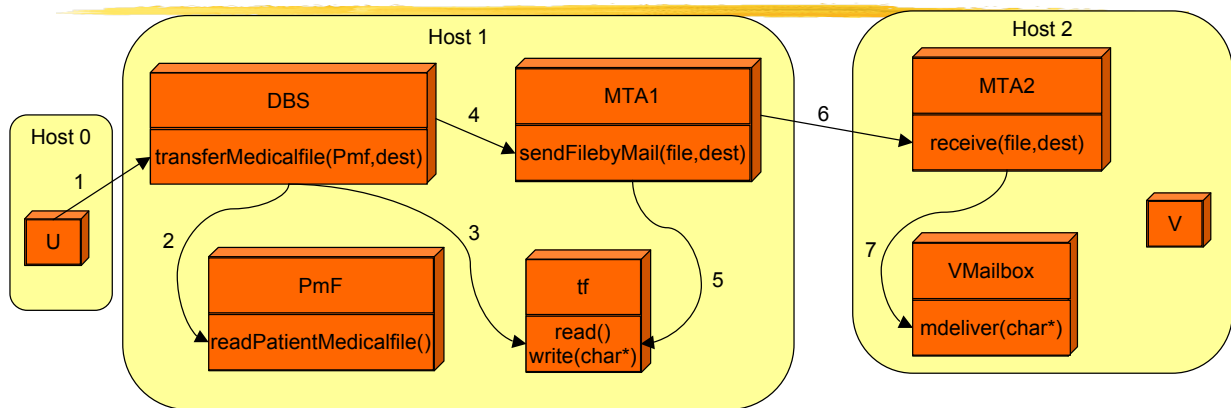 Host 0
1
U
Host 1
DBS
transferMedicalfile(Pmf,dest)
4
MTA1
sendFilebyMail(file,dest)
2
3
5
PmF
readPatientMedicalfile()
tf
read()
write(char*)
6
Host 2
MTA2
receive(file,dest)
7
V
VMailbox
mdeliver(char*)